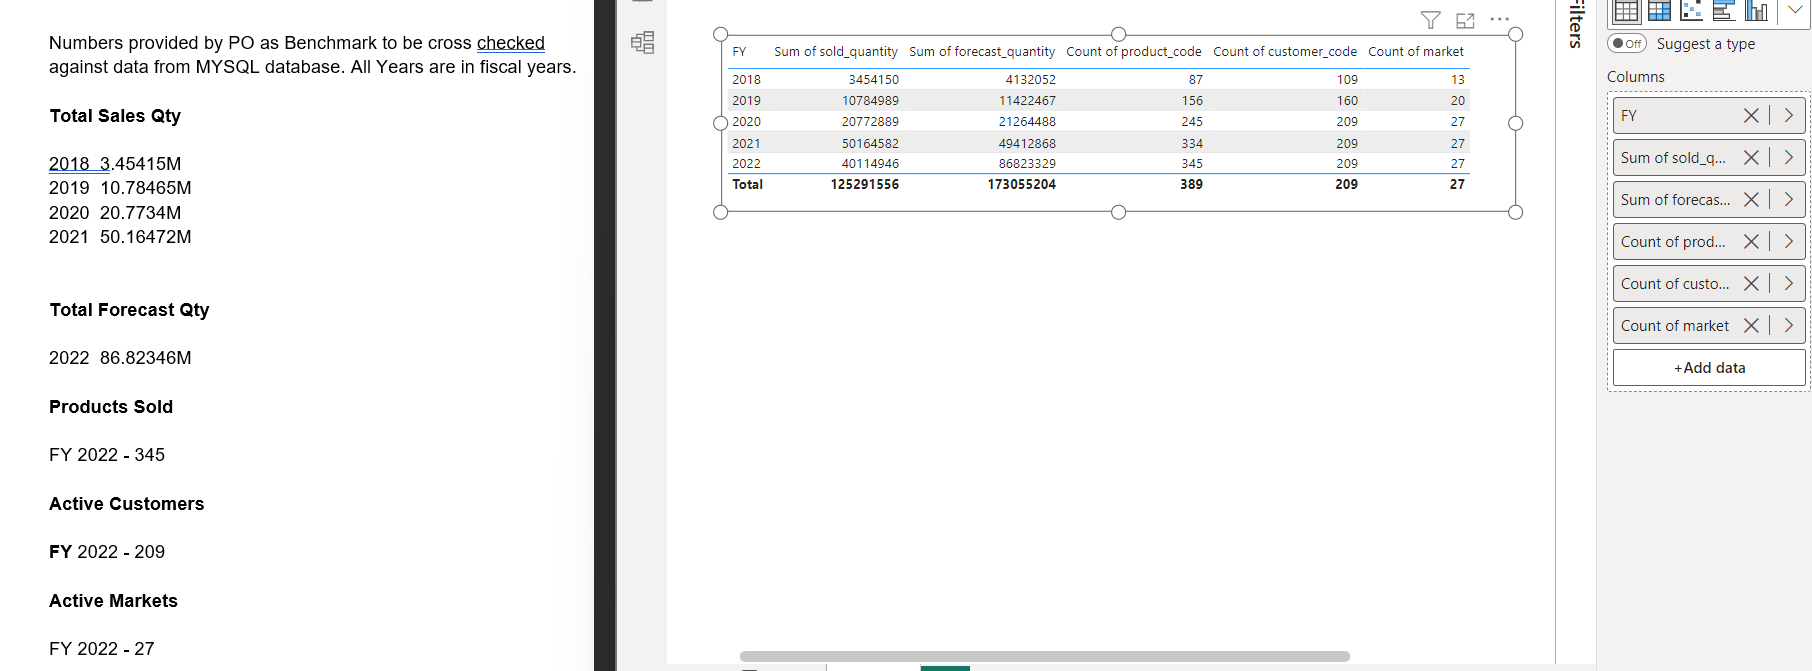 Numbers provided by PO as Benchmark to be cross checked
against data from MYSQL database. All Years are in fiscal years.
Total Sales Qty
2018 3.45415M
2019 10.78465M
2020 20.7734M
2021 50.16472M
Total Forecast Qty
2022 86.82346M
Products Sold
FY 2022 - 345
Active Customers
FY 2022 - 209
Active Markets
FY 2022 - 27
FY Sum of sold_quantity Sum of forecast_quantity Count of product_code Count of customer_code Count of market
2018 3454150 4132052 87 109 13
2019 10784989 11422467 156 160 20
2020 20772889 21264488 245 209 27
2021 50164582 49412868 334 209 27
2022 40114946 86823329 345 209 27
Total 125291556 173055204 389 209 27
Filters
Off Suggest a type
Columns
FY
Sum of sold_q...
Sum of forecas...
Count of prod...
Count of custo...
Count of market
+Add data